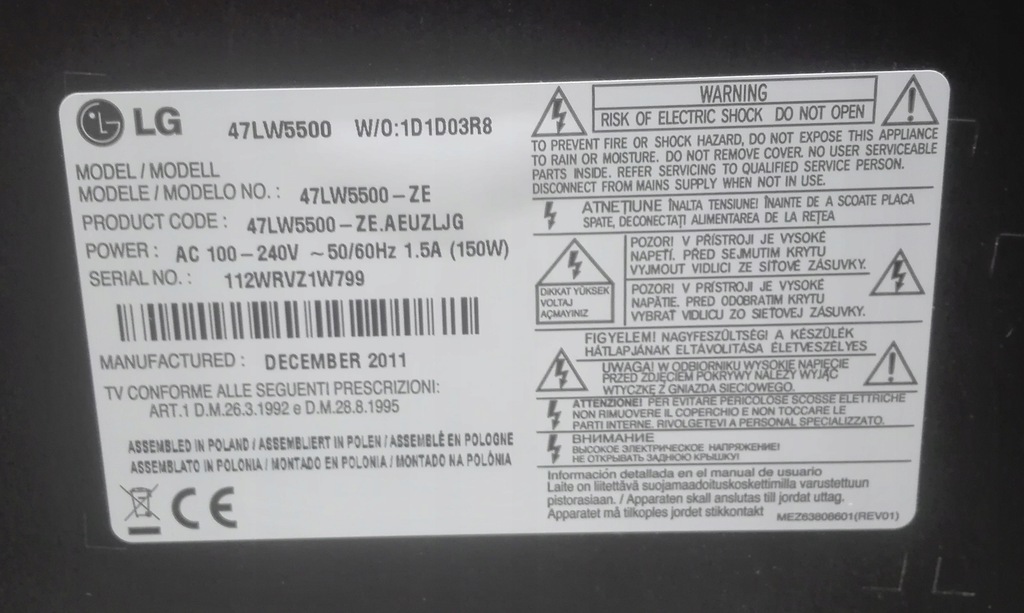 LG
47LW5500 W/O:1D1D03R8
MODEL / MODELL
MODELE / MODELO NO. : 47LW5500-ZE
PRODUCT CODE : 47LW5500-ZE.AEUZLJG
POWER : AC 100-240V ~50/60Hz 1.5A (150W)
SERIAL NO. : 112WRVZ1W799
MANUFACTURED : DECEMBER 2011
TV CONFORME ALLE SEGUENTI PRESCRIZIONI:
ART.1 D.M.26.3.1992 e D.M.28.8.1995
ASSEMBLED IN POLAND / ASSEMBLIERT IN POLEN / ASSEMBLÈ EN POLOGNE
ASSEMBLATO IN POLONIA / MONTADO EN POLONIA / MONTADO NA POLÔNIA
CE
WARNING
RISK OF ELECTRIC SHOCK DO NOT OPEN
TO PREVENT FIRE OR SHOCK HAZARD, DO NOT EXPOSE THIS APPLIANCE
TO RAIN OR MOISTURE. DO NOT REMOVE COVER. NO USER SERVICEABLE
PARTS INSIDE. REFER SERVICING TO QUALIFIED SERVICE PERSON.
DISCONNECT FROM MAINS SUPPLY WHEN NOT IN USE.
ATNEŢIUNE ÎNALTA TENSIUNE! ÎNAINTE DE A SCOATE PLACA
SPATE, DECONECTAŢI ALIMENTAREA DE LA REŢEA
DIKKAT YÜKSEK
VOLTAJ
AÇMAYINIZ
POZOR! V PŘÍSTROJI JE VYSOKÉ
NAPETÍ. PŘED SEJMUTIM KRYTU
VYJMOUT VIDLICI ZE SÍŤOVÉ ZÁSUVKY.
POZOR! V PRÍSTROJI JE VYSOKÉ
NAPÄTIE. PRED ODOBRATIM KRYTU
VYBRAŤ VIDLICU ZO SIEŤOVEJ ZÁSUVKY.
FIGYELEM! NAGYFESZÜLTSÉG! A KÉSZÜLÉK
HÁTLAPJÁNAK ELTÁVOLITÁSA ÉLETVESZÉLYES
UWAGA! W ODBIORNIKU WYSOKIE NAPIĘCIE
PRZED ZDJĘCIEM POKRYWY NALEŻY WYJĄĆ
WTYCZKĘ Z GNIAZDA SIECIOWEGO.
ATTENZIONE! PER EVITARE PERICOLOSE SCOSSE ELETTRICHE
NON RIMUOVERE IL COPERCHIO E NON TOCCARE LE
PARTI INTERNE. RIVOLGETEVI A PERSONAL SPECIALIZZATO.
ВНИМАНИЕ
ВЫСОКОЕ ЭЛЕКТРИЧЕСКОЕ НАПРЯЖЕНИЕ!
НЕ ОТКРЫВАТЬ ЗАДНЮЮ КРЫШКУ!
Información detallada en el manual de usuario
Laite on liitettävä suojamaadoituskoskettimilla varustettuun
pistorasiaan. / Apparaten skall anslutas till jordat uttag.
Apparatet må tilkoples jordet stikkontakt MEZ63808601(REV01)